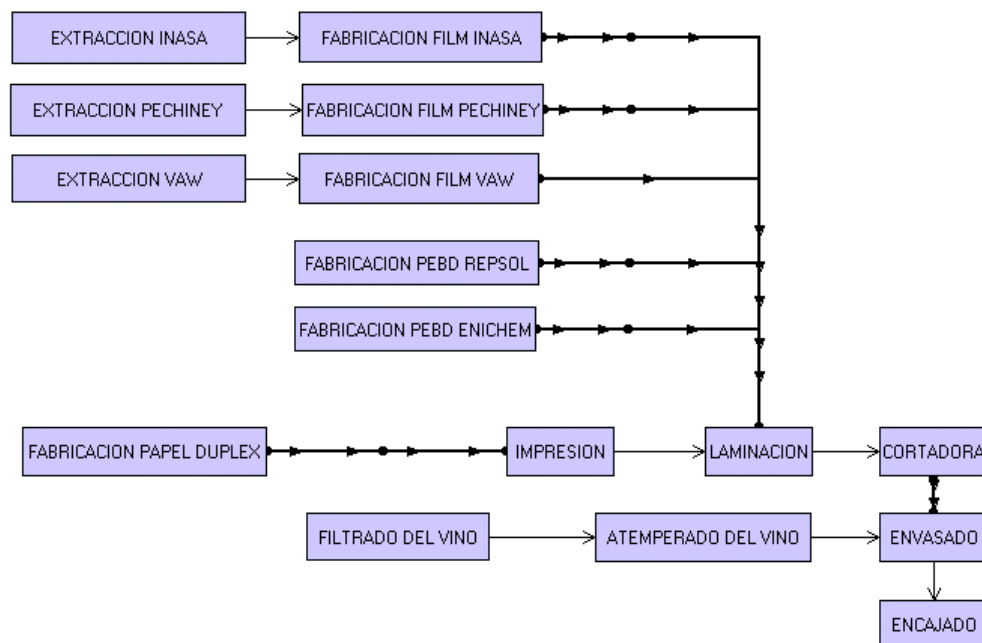 EXTRACCION INASA
FABRICACION FILM INASA
EXTRACCION PECHINEY
FABRICACION FILM PECHINEY
EXTRACCION VAW
FABRICACION FILM VAW
FABRICACION PEBD REPSOL
FABRICACION PEBD ENICHEM
FABRICACION PAPEL DUPLEX
IMPRESION
LAMINACION
CORTADORA
FILTRADO DEL VINO
ATEMPERADO DEL VINO
ENVASADO
ENCAJADO